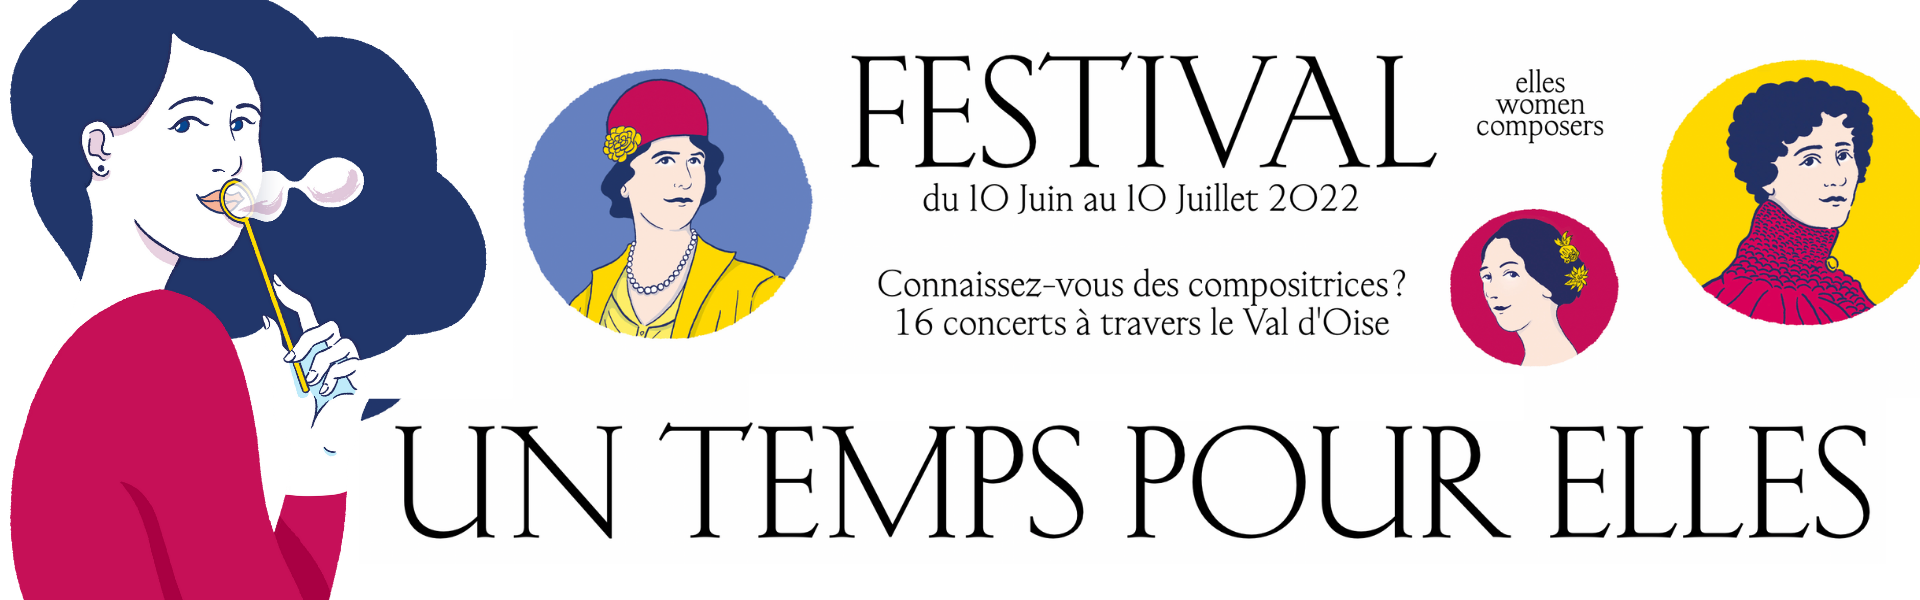 FESTIVAL
du 10 Juin au 10 Juillet 2022
elles
women
composers
Connaissez-vous des compositrices ?
16 concerts à travers le Val d'Oise
UN TEMPS POUR ELLES